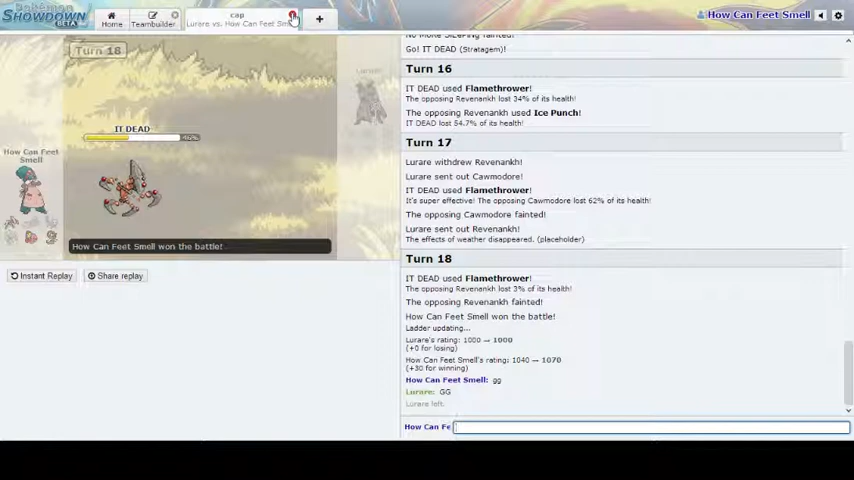 Pokémon
SHOWDOWN
BETA
Home
Teambuilder
cap
Lurare vs. How Can Feet
+
How Can Feet Smell
Turn 18
Lurare
IT DEAD
46%
How Can Feet
Smell
How Can Feet Smell won the battle!
Instant Replay
Share replay
Go! IT DEAD (Stratagem)!
Turn 16
IT DEAD used Flamethrower!
The opposing Revenankh lost 34% of its health!
The opposing Revenankh used Ice Punch!
IT DEAD lost 54.7% of its health!
Turn 17
Lurare withdrew Revenankh!
Lurare sent out Cawmodore!
IT DEAD used Flamethrower!
It's super effective! The opposing Cawmodore lost 62% of its health!
The opposing Cawmodore fainted!
Lurare sent out Revenankh!
The effects of weather disappeared. (placeholder)
Turn 18
IT DEAD used Flamethrower!
The opposing Revenankh lost 3% of its health!
The opposing Revenankh fainted!
How Can Feet Smell won the battle!
Ladder updating...
Lurare's rating: 1000 → 1000
(+0 for losing)
How Can Feet Smell's rating: 1040 → 1070
(+30 for winning)
How Can Feet Smell: gg
Lurare: GG
Lurare left.
How Can Fe